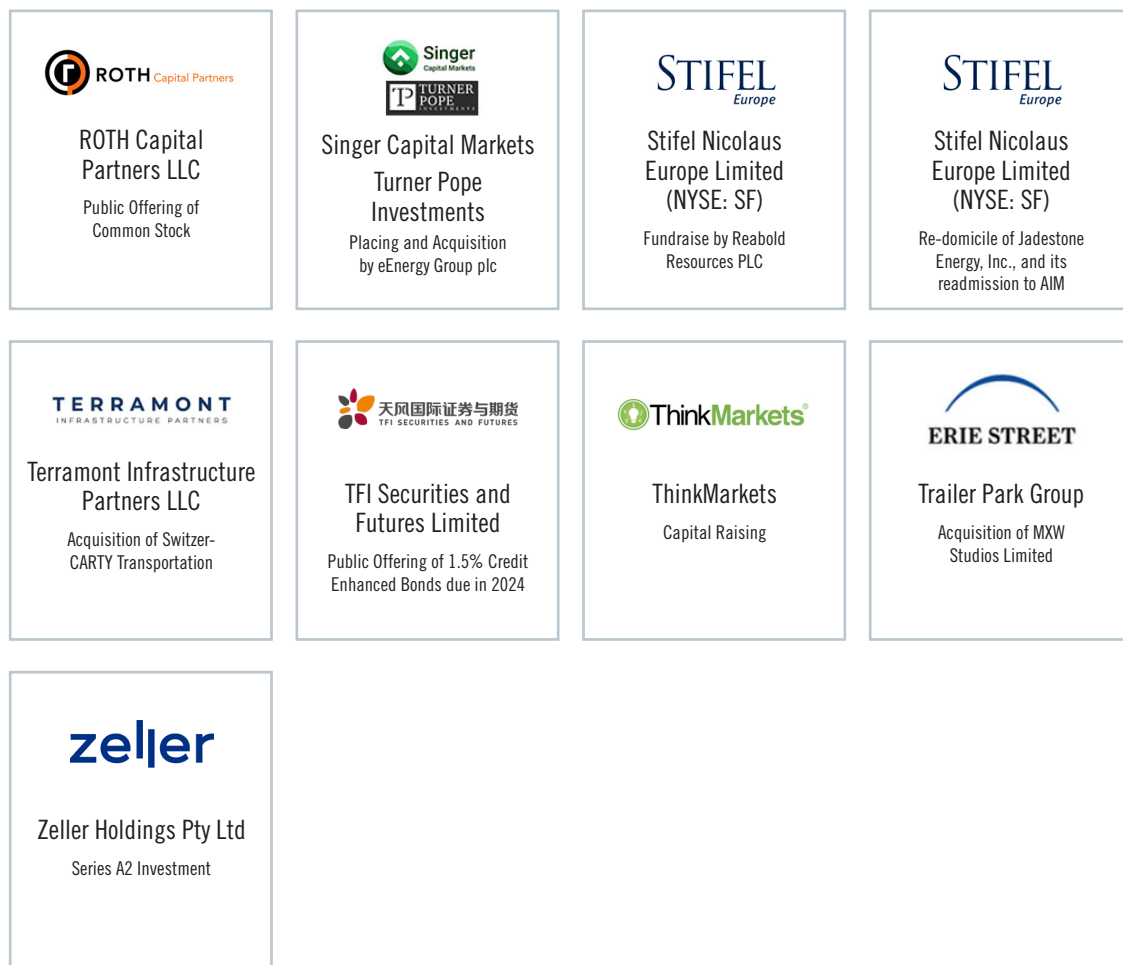 ROTH Capital Partners
ROTH Capital
Partners LLC
Public Offering of
Common Stock
Singer
Capital Markets
TURNER
POPE
INVESTMENTS
Singer Capital Markets
Turner Pope
Investments
Placing and Acquisition
by eEnergy Group plc
STIFEL
Europe
Stifel Nicolaus
Europe Limited
(NYSE: SF)
Fundraise by Reabold
Resources PLC
STIFEL
Europe
Stifel Nicolaus
Europe Limited
(NYSE: SF)
Re-domicile of Jadestone
Energy, Inc., and its
readmission to AIM
TERRAMONT
INFRASTRUCTURE PARTNERS
Terramont Infrastructure
Partners LLC
Acquisition of Switzer-
CARTY Transportation
天风国际证券与期货
TFI SECURITIES AND FUTURES
TFI Securities and
Futures Limited
Public Offering of 1.5% Credit
Enhanced Bonds due in 2024
ThinkMarkets®
ThinkMarkets
Capital Raising
ERIE STREET
Trailer Park Group
Acquisition of MXW
Studios Limited
zeller
Zeller Holdings Pty Ltd
Series A2 Investment